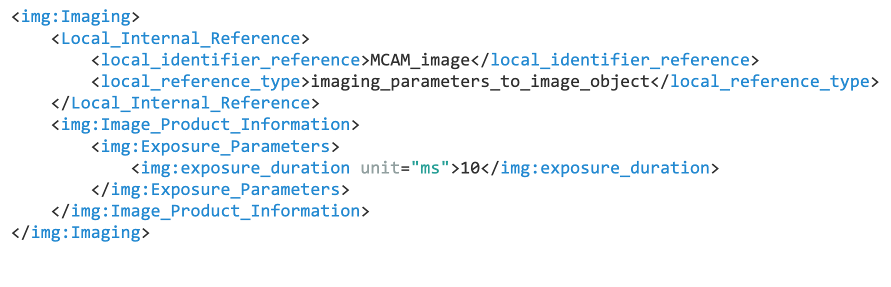 <img:Imaging>
    <Local_Internal_Reference>
        <local_identifier_reference>MCAM_image</local_identifier_reference>
        <local_reference_type>imaging_parameters_to_image_object</local_reference_type>
    </Local_Internal_Reference>
    <img:Image_Product_Information>
        <img:Exposure_Parameters>
            <img:exposure_duration unit="ms">10</img:exposure_duration>
        </img:Exposure_Parameters>
    </img:Image_Product_Information>
</img:Imaging>